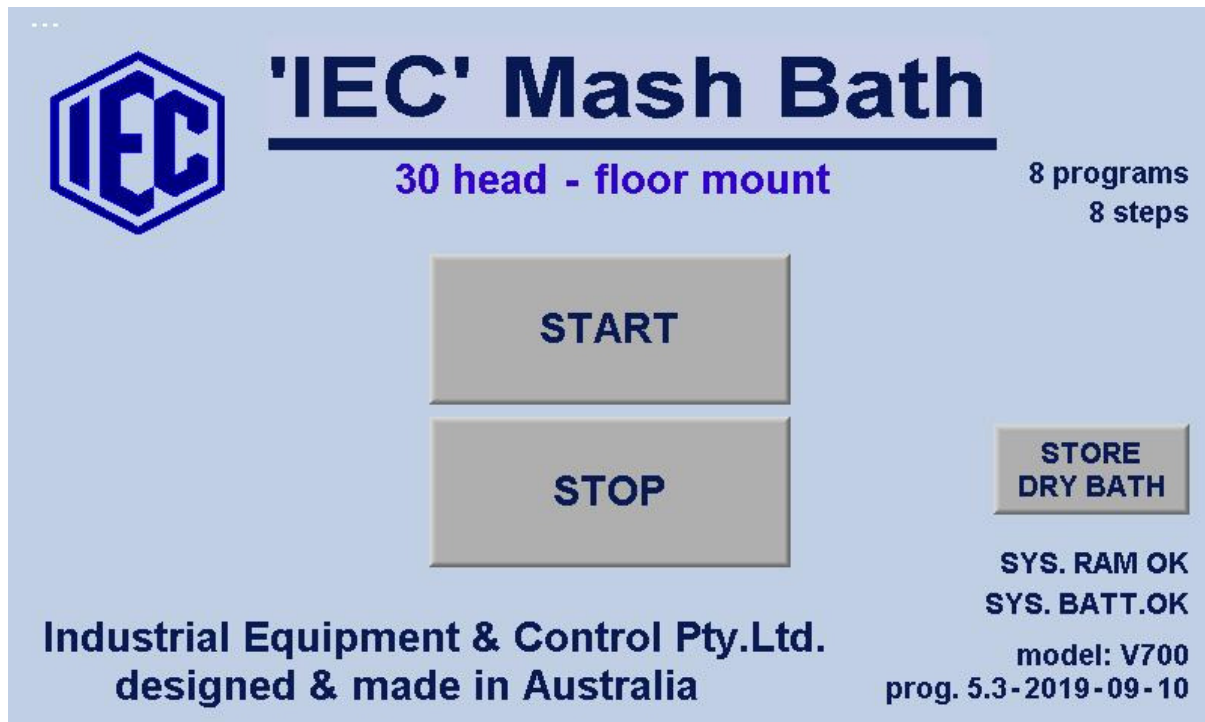 ...
IEC
'IEC' Mash Bath
30 head - floor mount
8 programs
8 steps
START
STOP
STORE
DRY BATH
SYS. RAM OK
SYS. BATT.OK
Industrial Equipment & Control Pty.Ltd.
designed & made in Australia
model: V700
prog. 5.3-2019-09-10